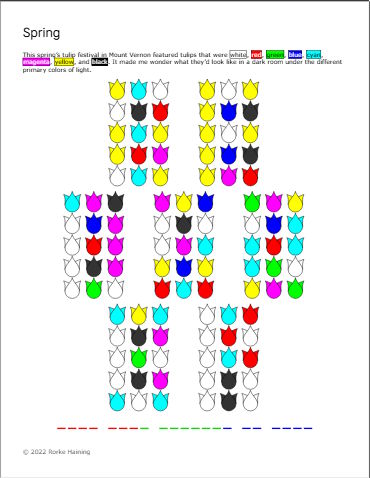 Spring
This spring's tulip festival in Mount Vernon featured tulips that were white, red, green, blue, cyan,
magenta, yellow, and black. It made me wonder what they'd look like in a dark room under the different
primary colors of light.
© 2022 Rorke Haining